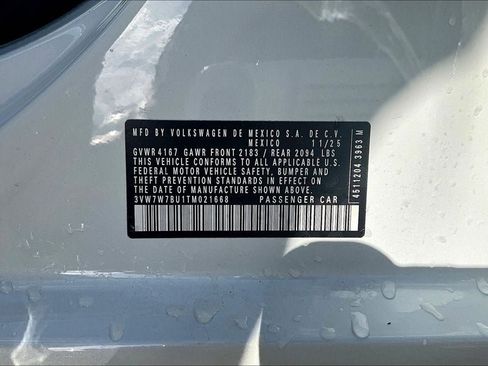 MFD BY VOLKSWAGEN DE MEXICO S.A. DE C.V.
MEXICO 11/25
GVWR 4167 GAWR FRONT 2183 / REAR 2094 LBS
THIS VEHICLE CONFORMS TO ALL APPLICABLE U.S.
FEDERAL MOTOR VEHICLE SAFETY, BUMPER AND
THEFT PREVENTION STANDARDS IN EFFECT ON
THE DATE OF MANUFACTURE SHOWN ABOVE.
3VW7W7BU1TM021668 PASSENGER CAR
4511204 3963 M